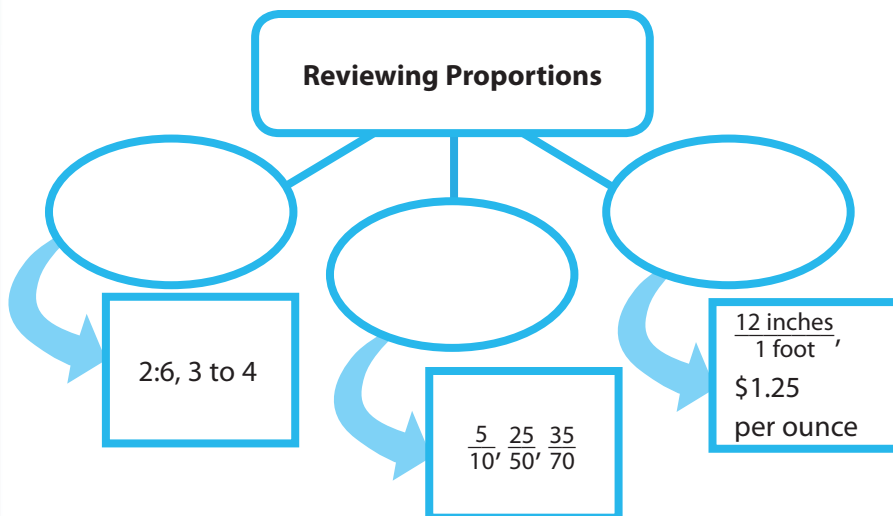 Reviewing Proportions
2:6, 3 to 4
5/10, 25/50, 35/70
12 inches/1 foot,
$1.25
per ounce